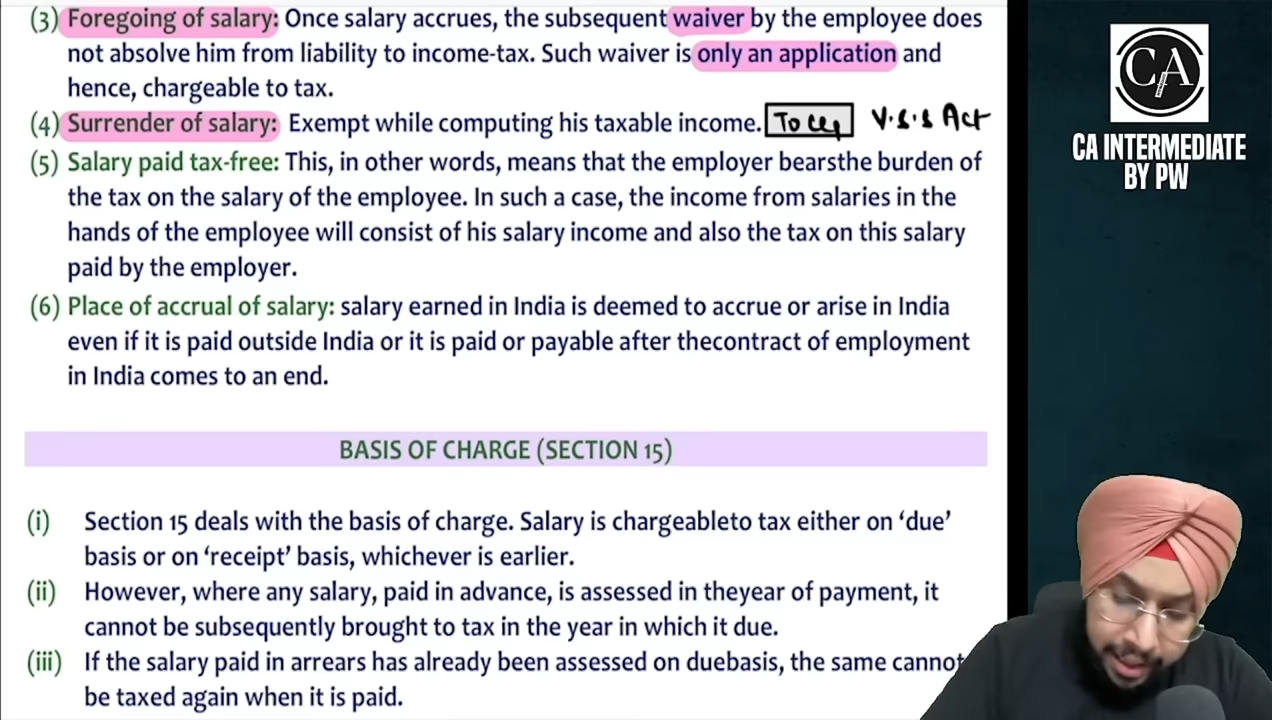 (3) Foregoing of salary: Once salary accrues, the subsequent waiver by the employee does
not absolve him from liability to income-tax. Such waiver is only an application and
hence, chargeable to tax.
(4) Surrender of salary: Exempt while computing his taxable income. To CG V.S.S Act
(5) Salary paid tax-free: This, in other words, means that the employer bearsthe burden of
the tax on the salary of the employee. In such a case, the income from salaries in the
hands of the employee will consist of his salary income and also the tax on this salary
paid by the employer.
(6) Place of accrual of salary: salary earned in India is deemed to accrue or arise in India
even if it is paid outside India or it is paid or payable after thecontract of employment
in India comes to an end.
BASIS OF CHARGE (SECTION 15)
(i) Section 15 deals with the basis of charge. Salary is chargeableto tax either on ‘due’
basis or on ‘receipt’ basis, whichever is earlier.
(ii) However, where any salary, paid in advance, is assessed in theyear of payment, it
cannot be subsequently brought to tax in the year in which it due.
(iii) If the salary paid in arrears has already been assessed on duebasis, the same cannot
be taxed again when it is paid.
CA
CA INTERMEDIATE
BY PW